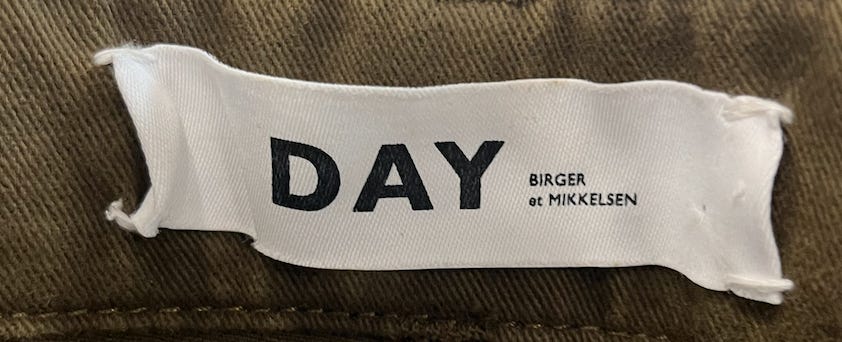 DAY
BIRGER
et MIKKELSEN